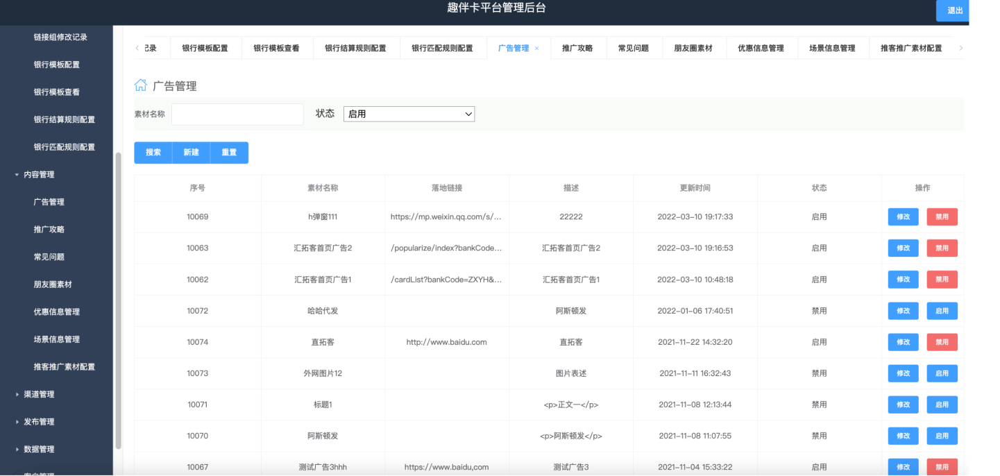 趣伴卡平台管理后台
退出
链接组修改记录
银行模板配置
银行模板查看
银行结算规则配置
银行匹配规则配置
内容管理
广告管理
推广攻略
常见问题
朋友圈素材
优惠信息管理
场景信息管理
推客推广素材配置
渠道管理
发布管理
数据管理
记录 银行模板配置 银行模板查看 银行结算规则配置 银行匹配规则配置 广告管理 × 推广攻略 常见问题 朋友圈素材 优惠信息管理 场景信息管理 推客推广素材配置
广告管理
素材名称 状态 启用
搜索 新建 重置
序号 素材名称 落地链接 描述 更新时间 状态 操作
10069 h弹窗111 https://mp.weixin.qq.com/s/... 22222 2022-03-10 19:17:33 启用 修改 禁用
10063 汇拓客首页广告2 /popularize/index?bankCode... 汇拓客首页广告2 2022-03-10 19:16:53 启用 修改 禁用
10062 汇拓客首页广告1 /cardList?bankCode=ZXYH&... 汇拓客首页广告1 2022-03-10 10:48:18 启用 修改 禁用
10072 哈哈代发 阿斯顿发 2022-01-06 17:40:51 禁用 修改 启用
10074 直拓客 http://www.baidu.com 直拓客 2021-11-22 14:32:20 启用 修改 禁用
10073 外网图片12 图片表述 2021-11-11 16:32:43 禁用 修改 启用
10071 标题1 <p>正文一</p> 2021-11-08 12:13:44 禁用 修改 启用
10070 阿斯顿发 <p>阿斯顿发</p> 2021-11-08 11:07:55 禁用 修改 启用
10067 测试广告3hhh https://www.baidu,com 测试广告3 2021-11-04 15:33:22 启用 修改 禁用